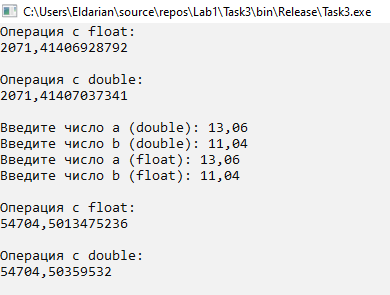 C:\Users\Eldarian\source\repos\Lab1\Task3\bin\Release\Task3.exe
Операция с float:
2071,41406928792
Операция с double:
2071,41407037341
Введите число a (double): 13,06
Введите число b (double): 11,04
Введите число a (float): 13,06
Введите число b (float): 11,04
Операция с float:
54704,5013475236
Операция с double:
54704,50359532